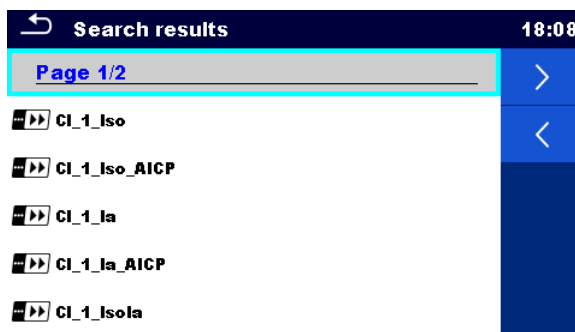 Search results
18:08
Page 1/2
CI_1_Iso
CI_1_Iso_AICP
CI_1_Ia
CI_1_Ia_AICP
CI_1_IsoIa